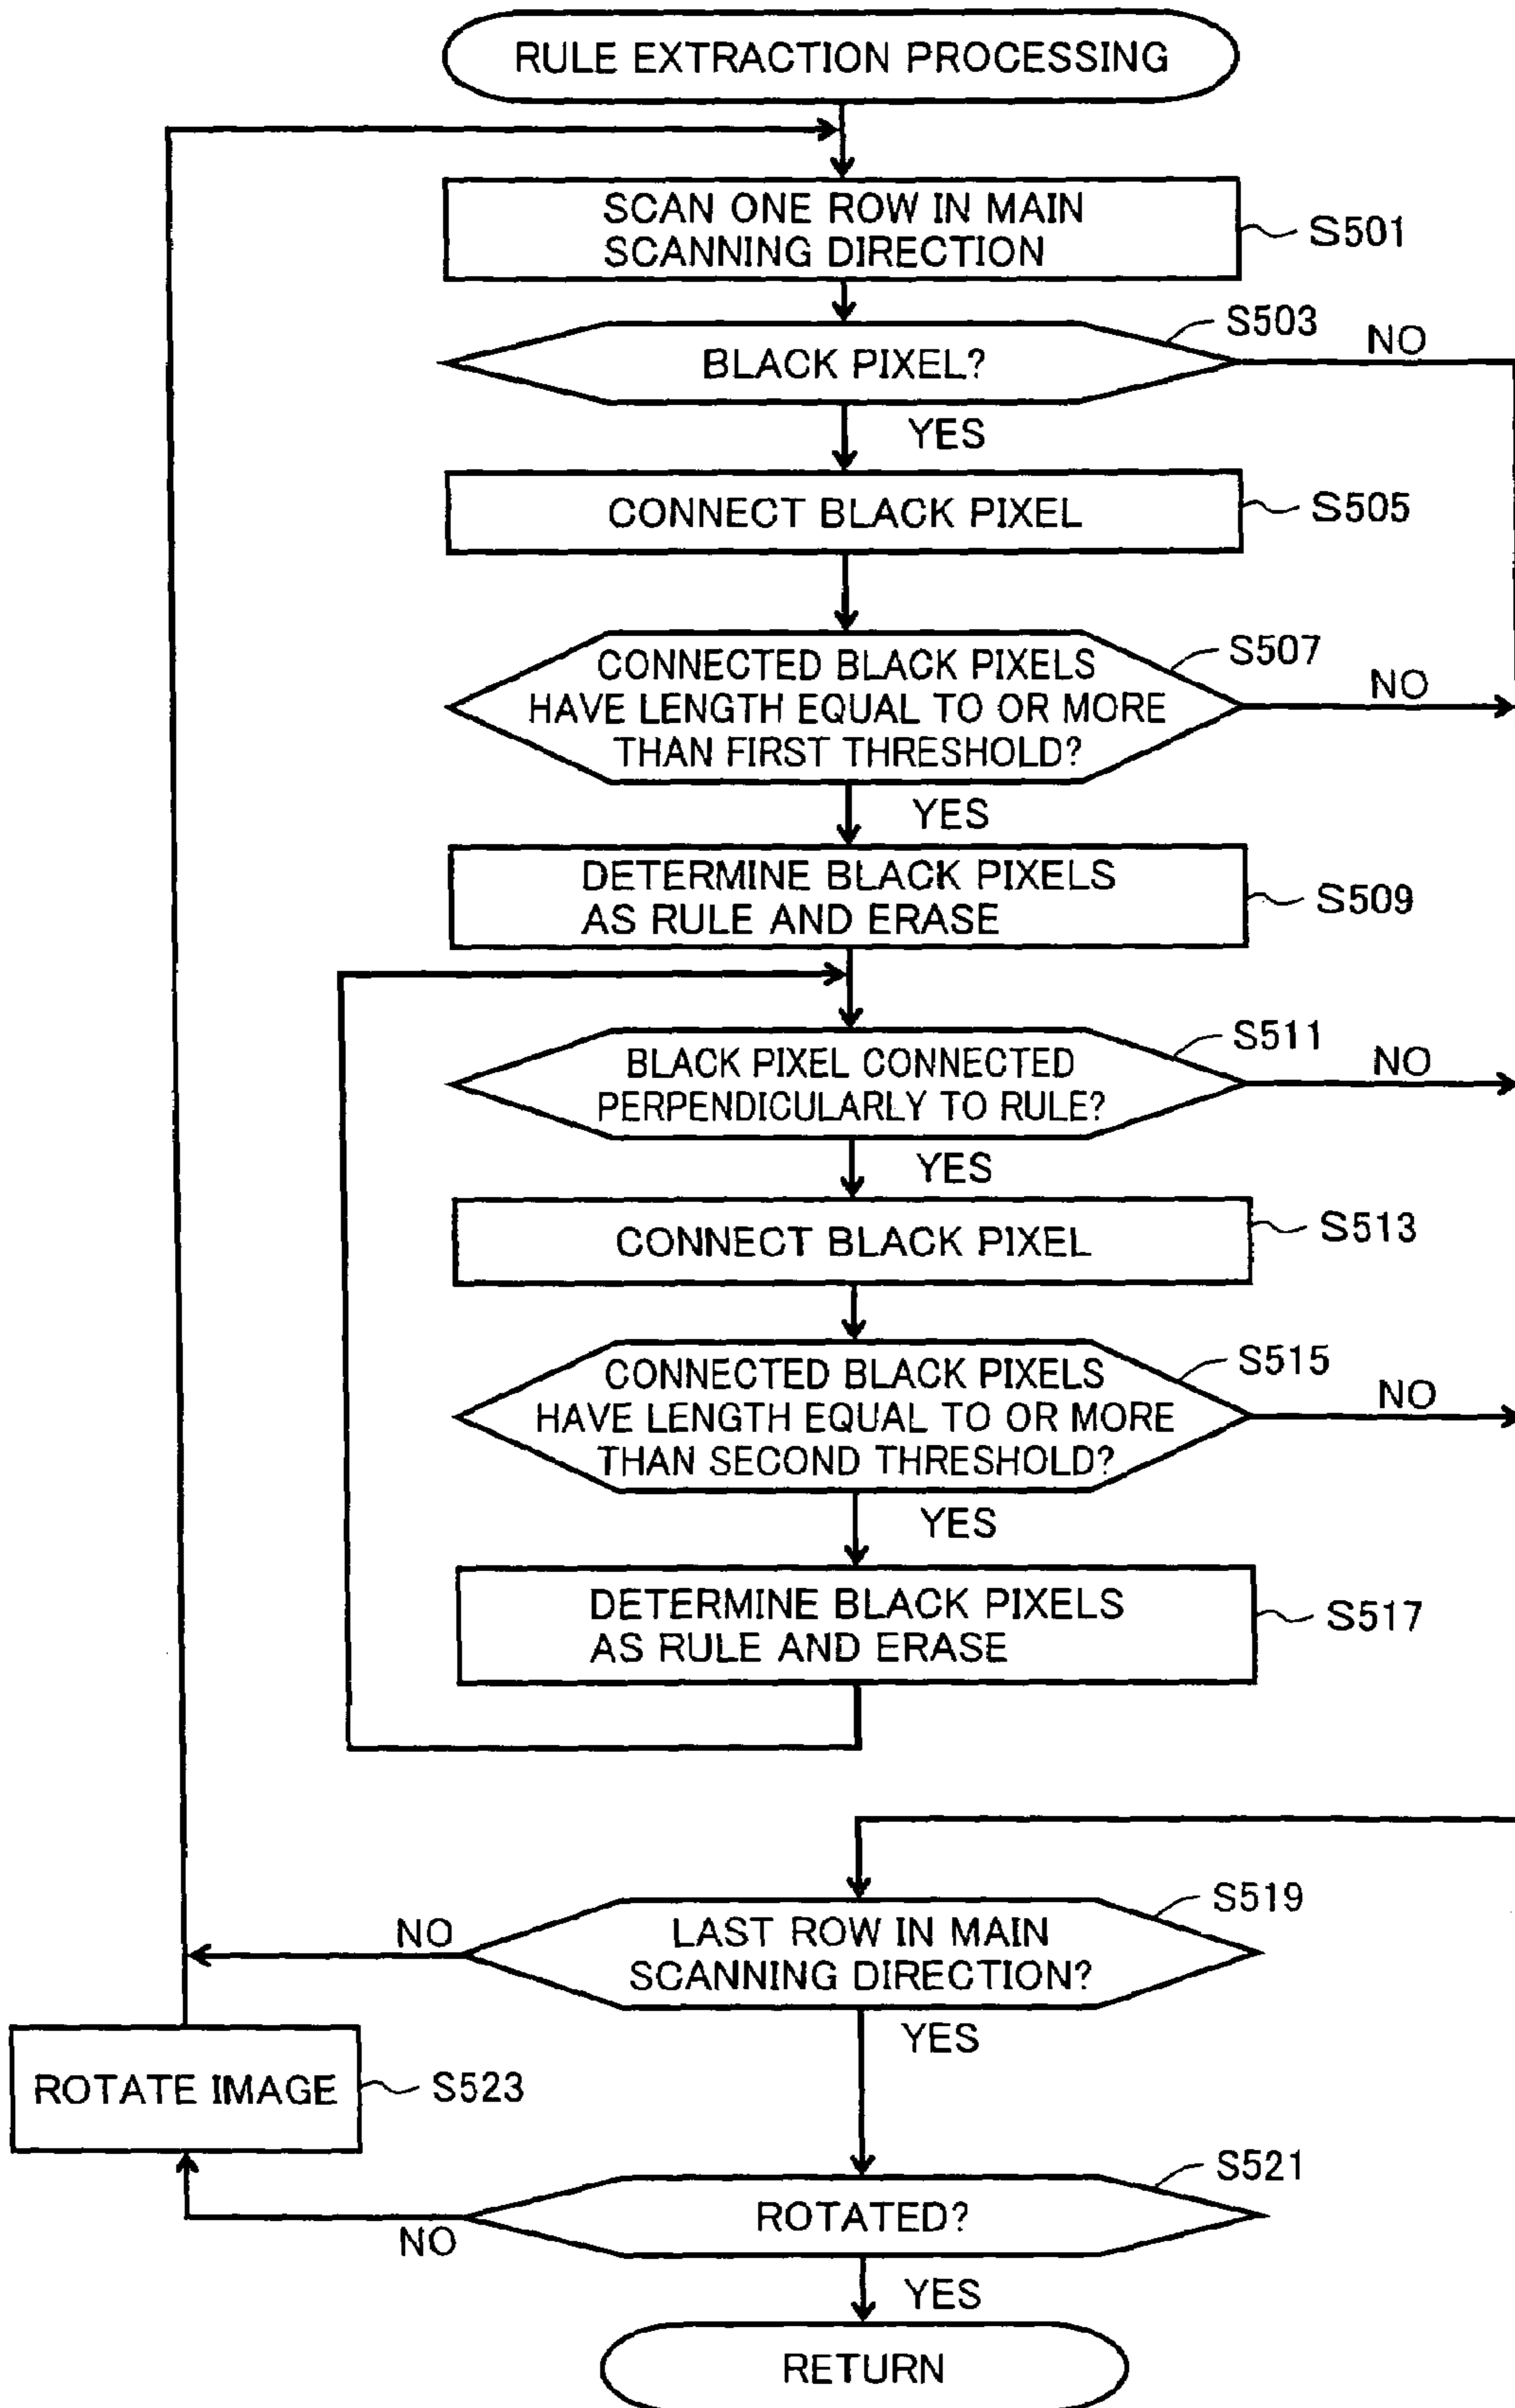 RULE EXTRACTION PROCESSING
SCAN ONE ROW IN MAIN
SCANNING DIRECTION
S501
S503
NO
BLACK PIXEL?
YES
CONNECT BLACK PIXEL
S505
S507
CONNECTED BLACK PIXELS
HAVE LENGTH EQUAL TO OR MORE
THAN FIRST THRESHOLD?
NO
YES
DETERMINE BLACK PIXELS
AS RULE AND ERASE
S509
S511
BLACK PIXEL CONNECTED
PERPENDICULARLY TO RULE?
NO
YES
CONNECT BLACK PIXEL
S513
S515
CONNECTED BLACK PIXELS
HAVE LENGTH EQUAL TO OR MORE
THAN SECOND THRESHOLD?
NO
YES
DETERMINE BLACK PIXELS
AS RULE AND ERASE
S517
S519
NO
LAST ROW IN MAIN
SCANNING DIRECTION?
YES
ROTATE IMAGE
S523
S521
ROTATED?
NO
YES
RETURN